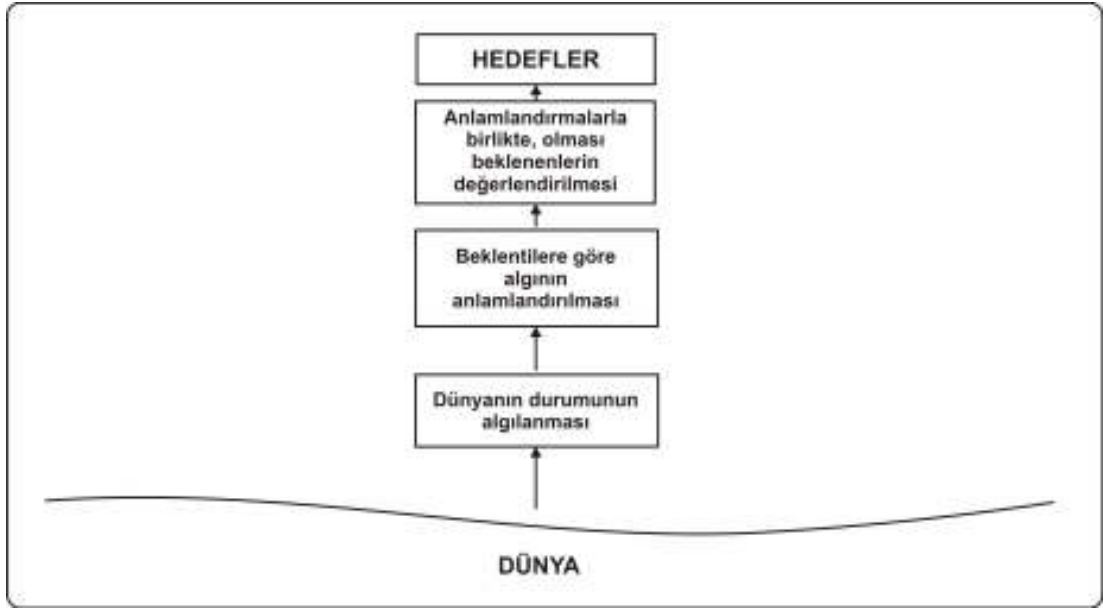 HEDEFLER
Anlamlandırmalarla
birlikte, olması
beklenenlerin
değerlendirilmesi
Beklentilere göre
algının
anlamlandırılması
Dünyanın durumunun
algılanması
DÜNYA